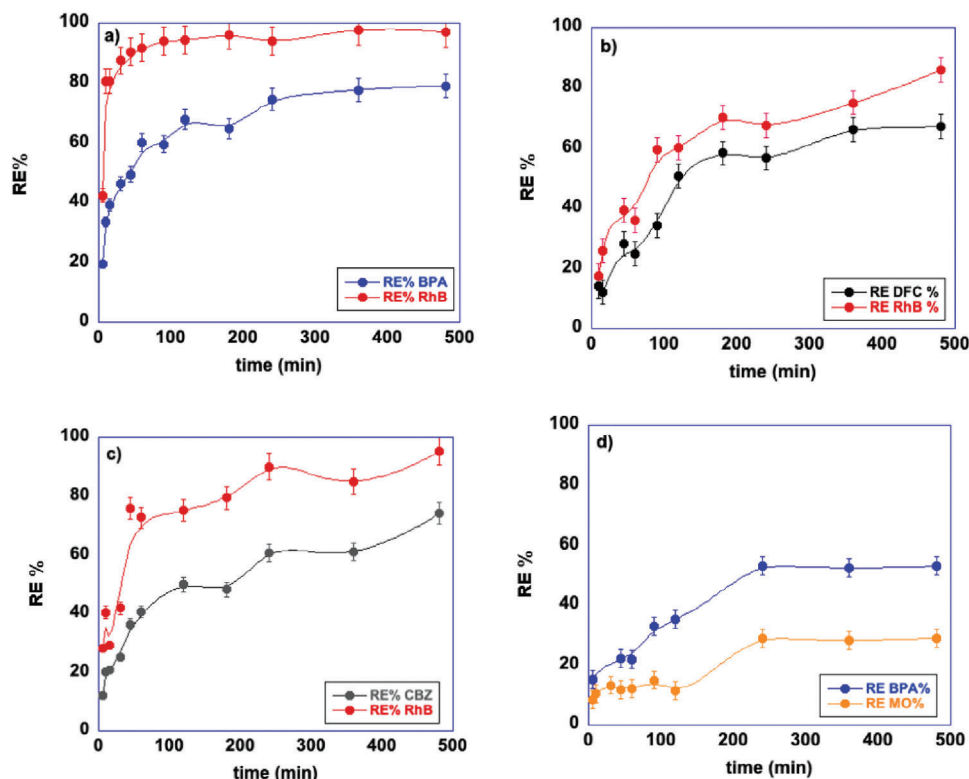 a)
RE%
100
80
60
40
20
0
RE% BPA
RE% RhB
0 100 200 300 400 500
time (min)
b)
RE %
100
80
60
40
20
0
RE DFC %
RE RhB %
0 100 200 300 400 500
time (min)
c)
RE %
100
80
60
40
20
0
RE% CBZ
RE% RhB
0 100 200 300 400 500
time (min)
d)
RE %
100
80
60
40
20
0
RE BPA%
RE MO%
0 100 200 300 400 500
time (min)